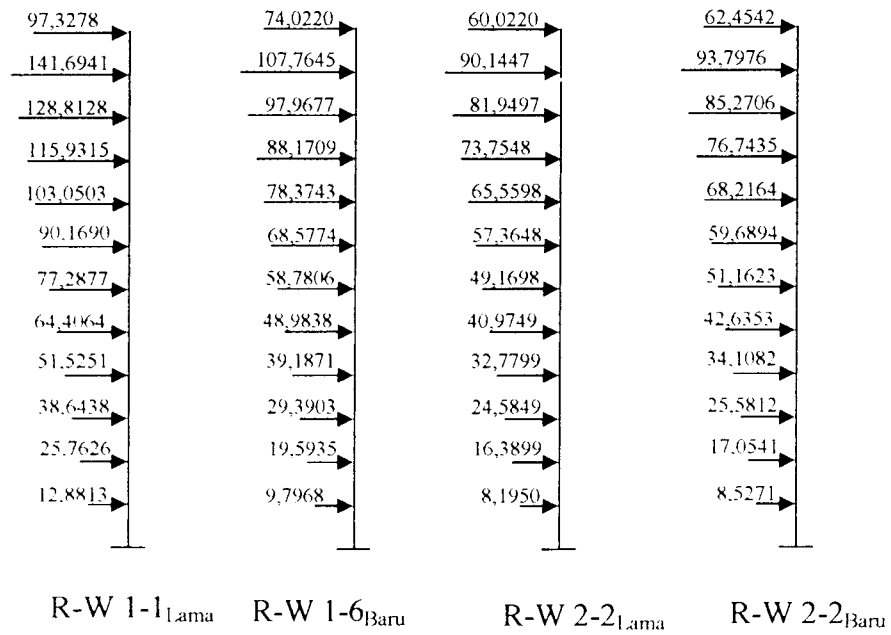 97,3278 74,0220 60,0220 62,4542
141,6941 107,7645 90,1447 93,7976
128,8128 97,9677 81,9497 85,2706
115,9315 88,1709 73,7548 76,7435
103,0503 78,3743 65,5598 68,2164
90,1690 68,5774 57,3648 59,6894
77,2877 58,7806 49,1698 51,1623
64,4064 48,9838 40,9749 42,6353
51,5251 39,1871 32,7799 34,1082
38,6438 29,3903 24,5849 25,5812
25,7626 19,5935 16,3899 17,0541
12,8813 9,7968 8,1950 8,5271
R-W 1-1Lama R-W 1-6Baru R-W 2-2Lama R-W 2-2Baru